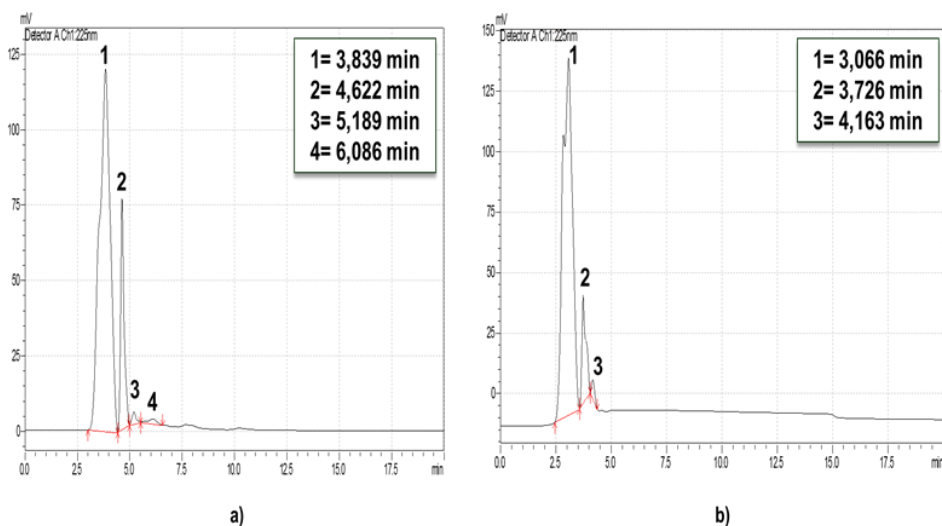 mV
Detector A Ch1:225nm
125
100
75
50
25
0
1
2
3
4
1= 3,839 min
2= 4,622 min
3= 5,189 min
4= 6,086 min
0.0 2.5 5.0 7.5 10.0 12.5 15.0 17.5 min
a)
mV
150
Detector A Ch1:225nm
125
100
75
50
25
0
1
2
3
1= 3,066 min
2= 3,726 min
3= 4,163 min
0.0 2.5 5.0 7.5 10.0 12.5 15.0 17.5 min
b)